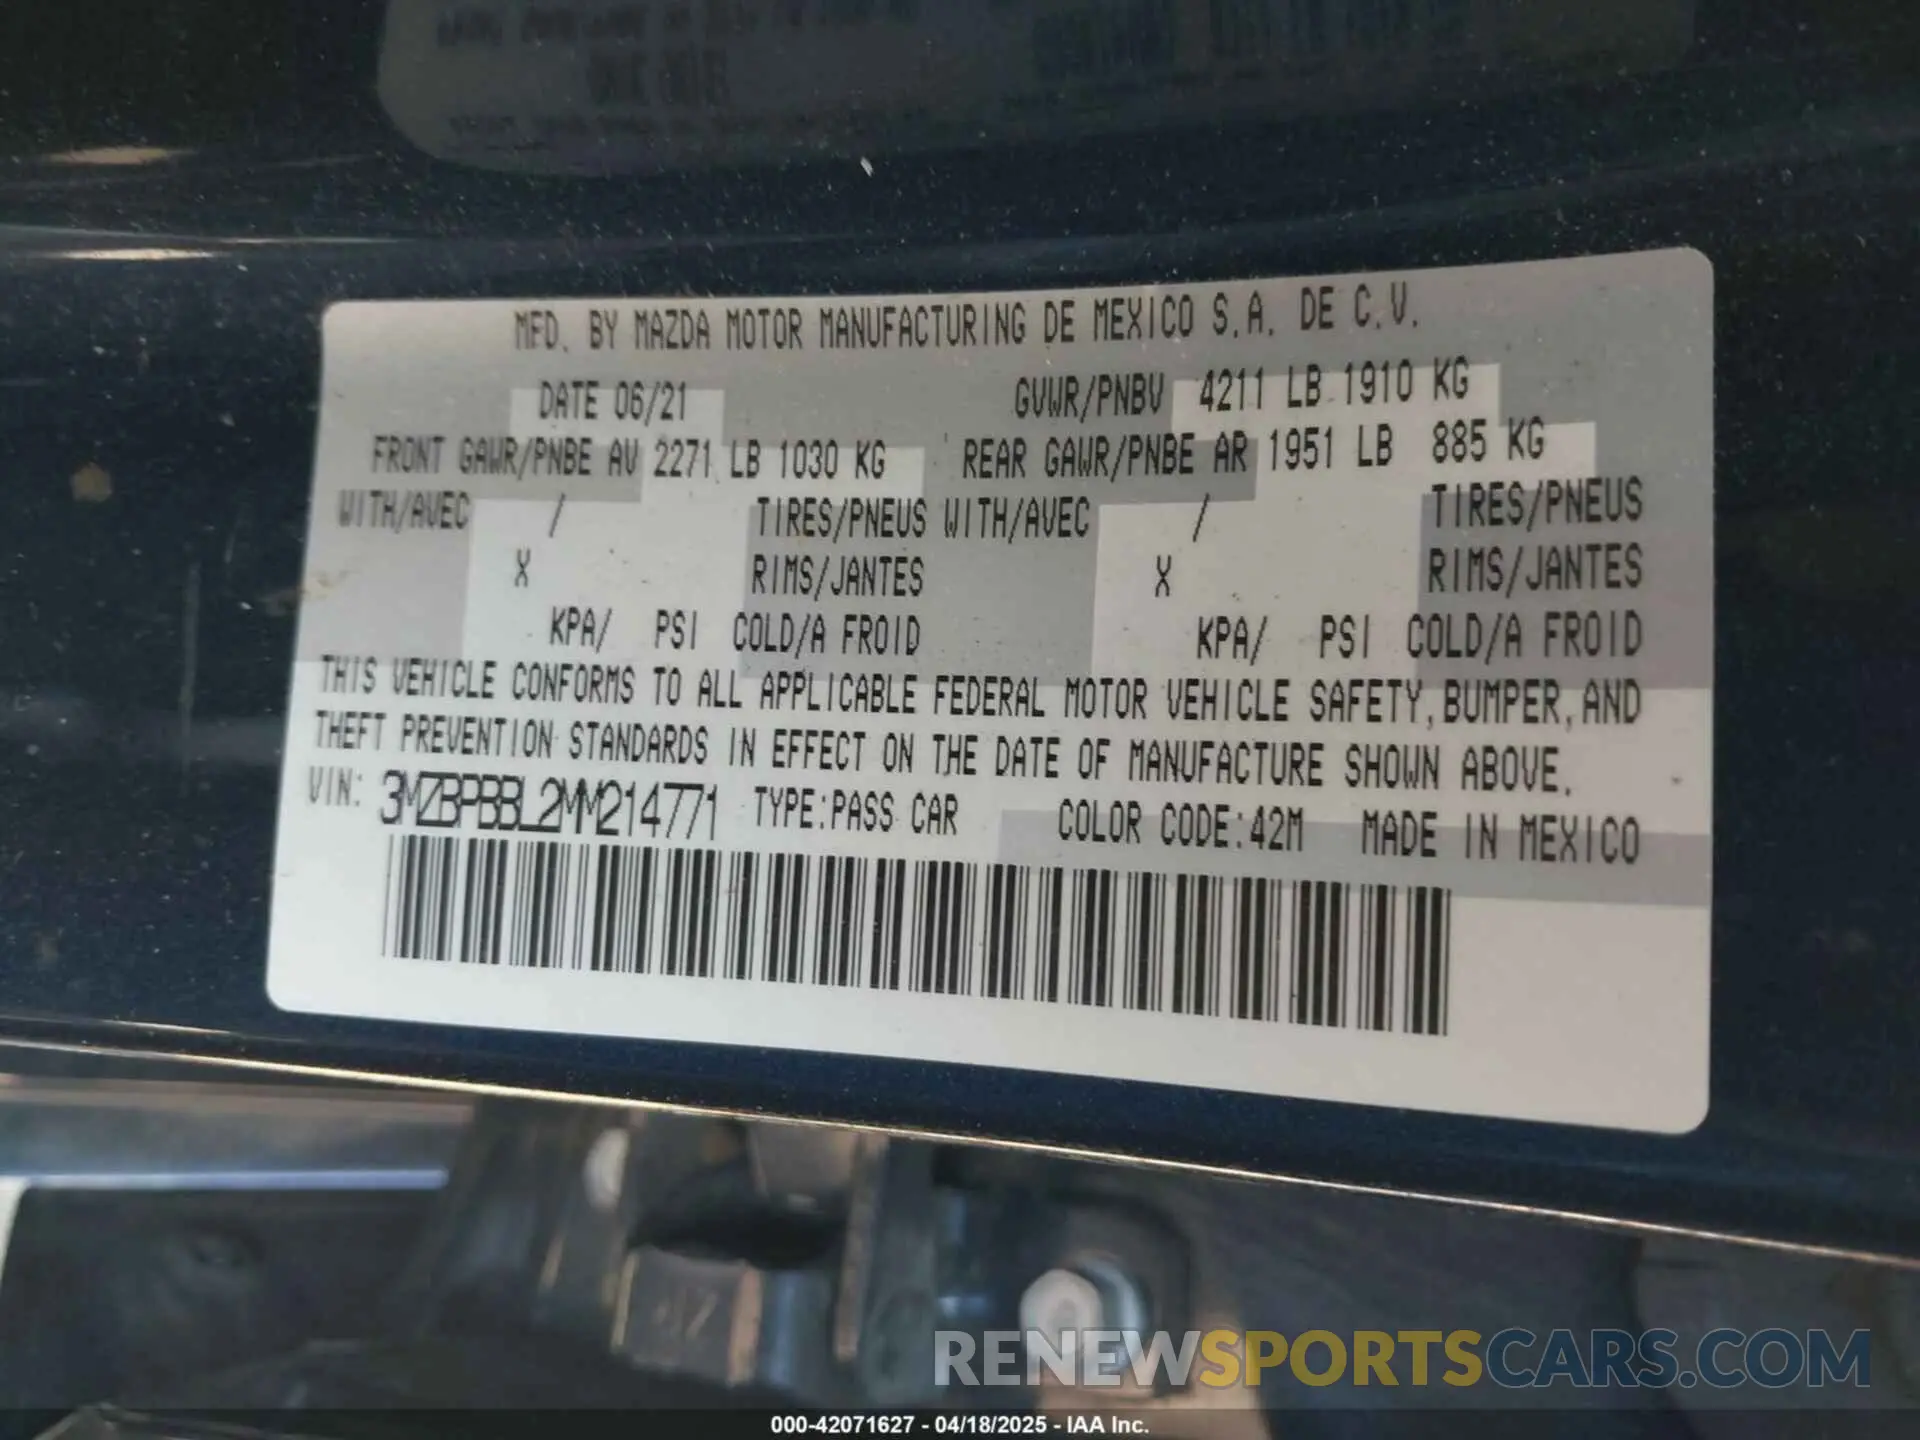 MFD. BY MAZDA MOTOR MANUFACTURING DE MEXICO S.A. DE C.V.
DATE 06/21 GVWR/PNBV 4211 LB 1910 KG
FRONT GAWR/PNBE AV 2271 LB 1030 KG REAR GAWR/PNBE AR 1951 LB 885 KG
WITH/AVEC / TIRES/PNEUS WITH/AVEC / TIRES/PNEUS
X RIMS/JANTES X RIMS/JANTES
KPA/ PSI COLD/A FROID KPA/ PSI COLD/A FROID
THIS VEHICLE CONFORMS TO ALL APPLICABLE FEDERAL MOTOR VEHICLE SAFETY, BUMPER, AND
THEFT PREVENTION STANDARDS IN EFFECT ON THE DATE OF MANUFACTURE SHOWN ABOVE.
VIN: 3MZBPBBL2MM214771 TYPE:PASS CAR COLOR CODE:42M MADE IN MEXICO
RENEWSPORTSCARS.COM
000-42071627 - 04/18/2025 - IAA Inc.